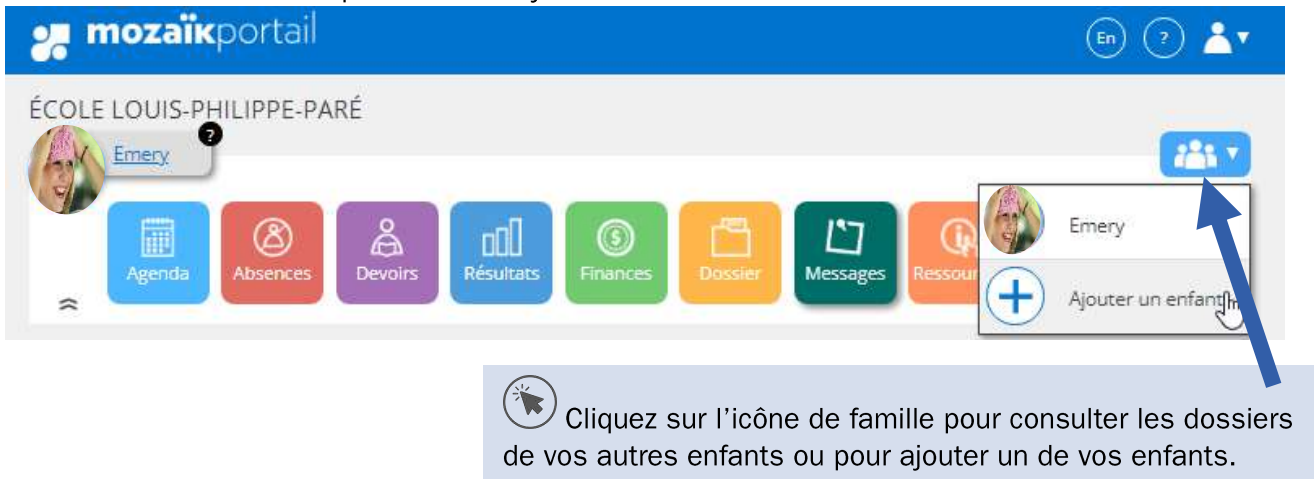 mozaïkportail
En ?
ÉCOLE LOUIS-PHILIPPE-PARÉ
Emery ?
Emery
Agenda Absences Devoirs Résultats Finances Dossier Messages
Ajouter un enfant
Cliquez sur l'icône de famille pour consulter les dossiers
de vos autres enfants ou pour ajouter un de vos enfants.